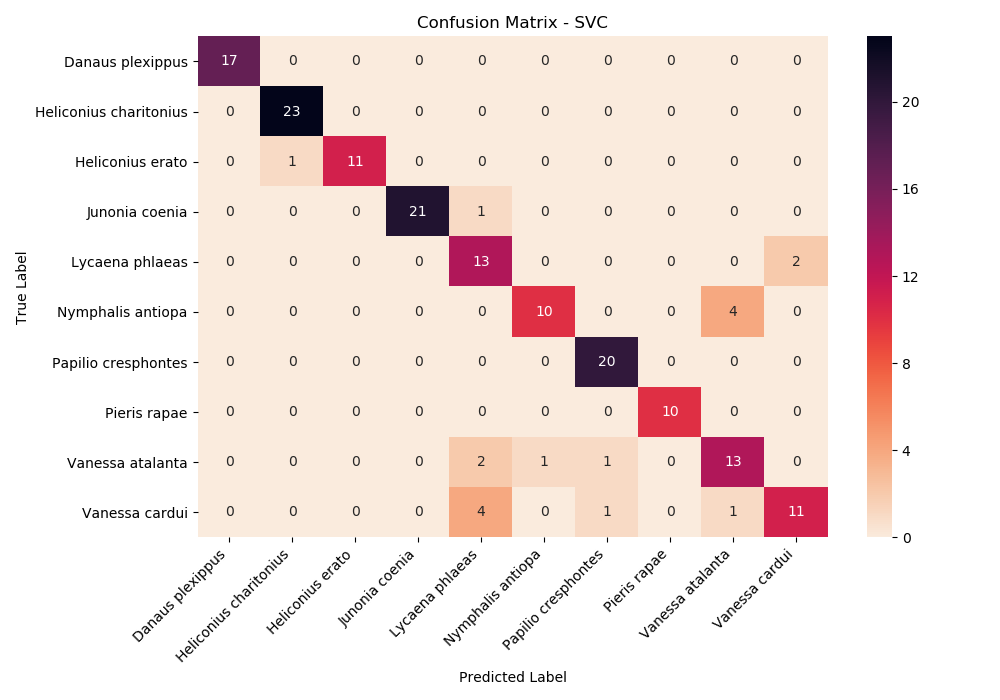 Confusion Matrix - SVC
True Label
Danaus plexippus 17 0 0 0 0 0 0 0 0 0
Heliconius charitonius 0 23 0 0 0 0 0 0 0 0
Heliconius erato 0 1 11 0 0 0 0 0 0 0
Junonia coenia 0 0 0 21 1 0 0 0 0 0
Lycaena phlaeas 0 0 0 0 13 0 0 0 0 2
Nymphalis antiopa 0 0 0 0 0 10 0 0 4 0
Papilio cresphontes 0 0 0 0 0 0 20 0 0 0
Pieris rapae 0 0 0 0 0 0 0 10 0 0
Vanessa atalanta 0 0 0 0 2 1 1 0 13 0
Vanessa cardui 0 0 0 0 4 0 1 0 1 11
Danaus plexippus
Heliconius charitonius
Heliconius erato
Junonia coenia
Lycaena phlaeas
Nymphalis antiopa
Papilio cresphontes
Pieris rapae
Vanessa atalanta
Vanessa cardui
Predicted Label
20
16
12
8
4
0